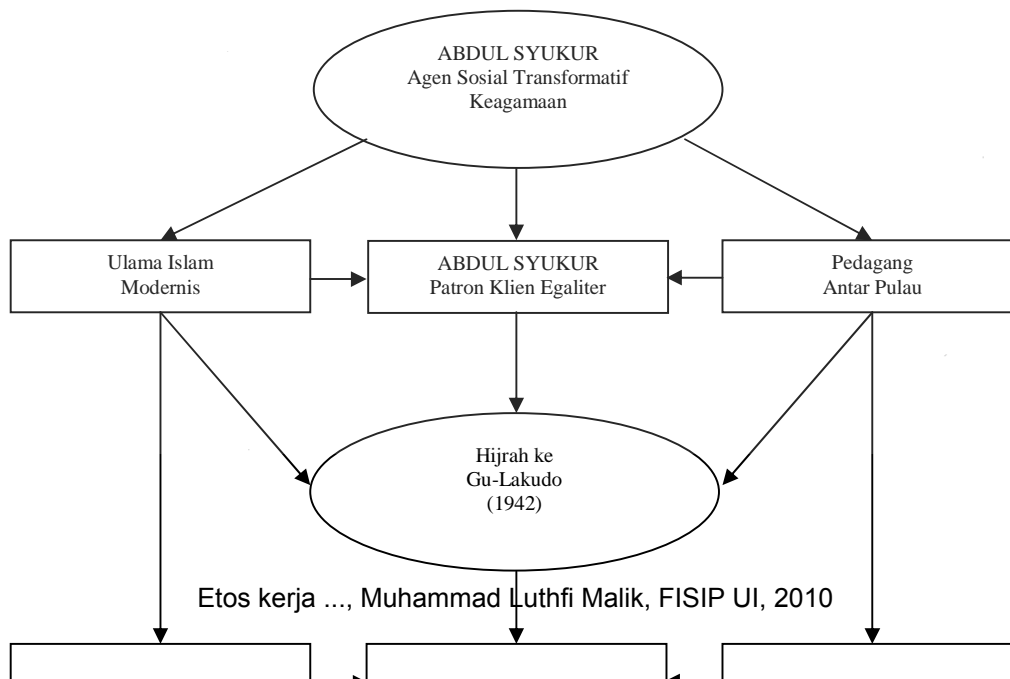 ABDUL SYUKUR
Agen Sosial Transformatif
Keagamaan
Ulama Islam
Modernis
ABDUL SYUKUR
Patron Klien Egaliter
Pedagang
Antar Pulau
Hijrah ke
Gu-Lakudo
(1942)
Etos kerja ..., Muhammad Luthfi Malik, FISIP UI, 2010